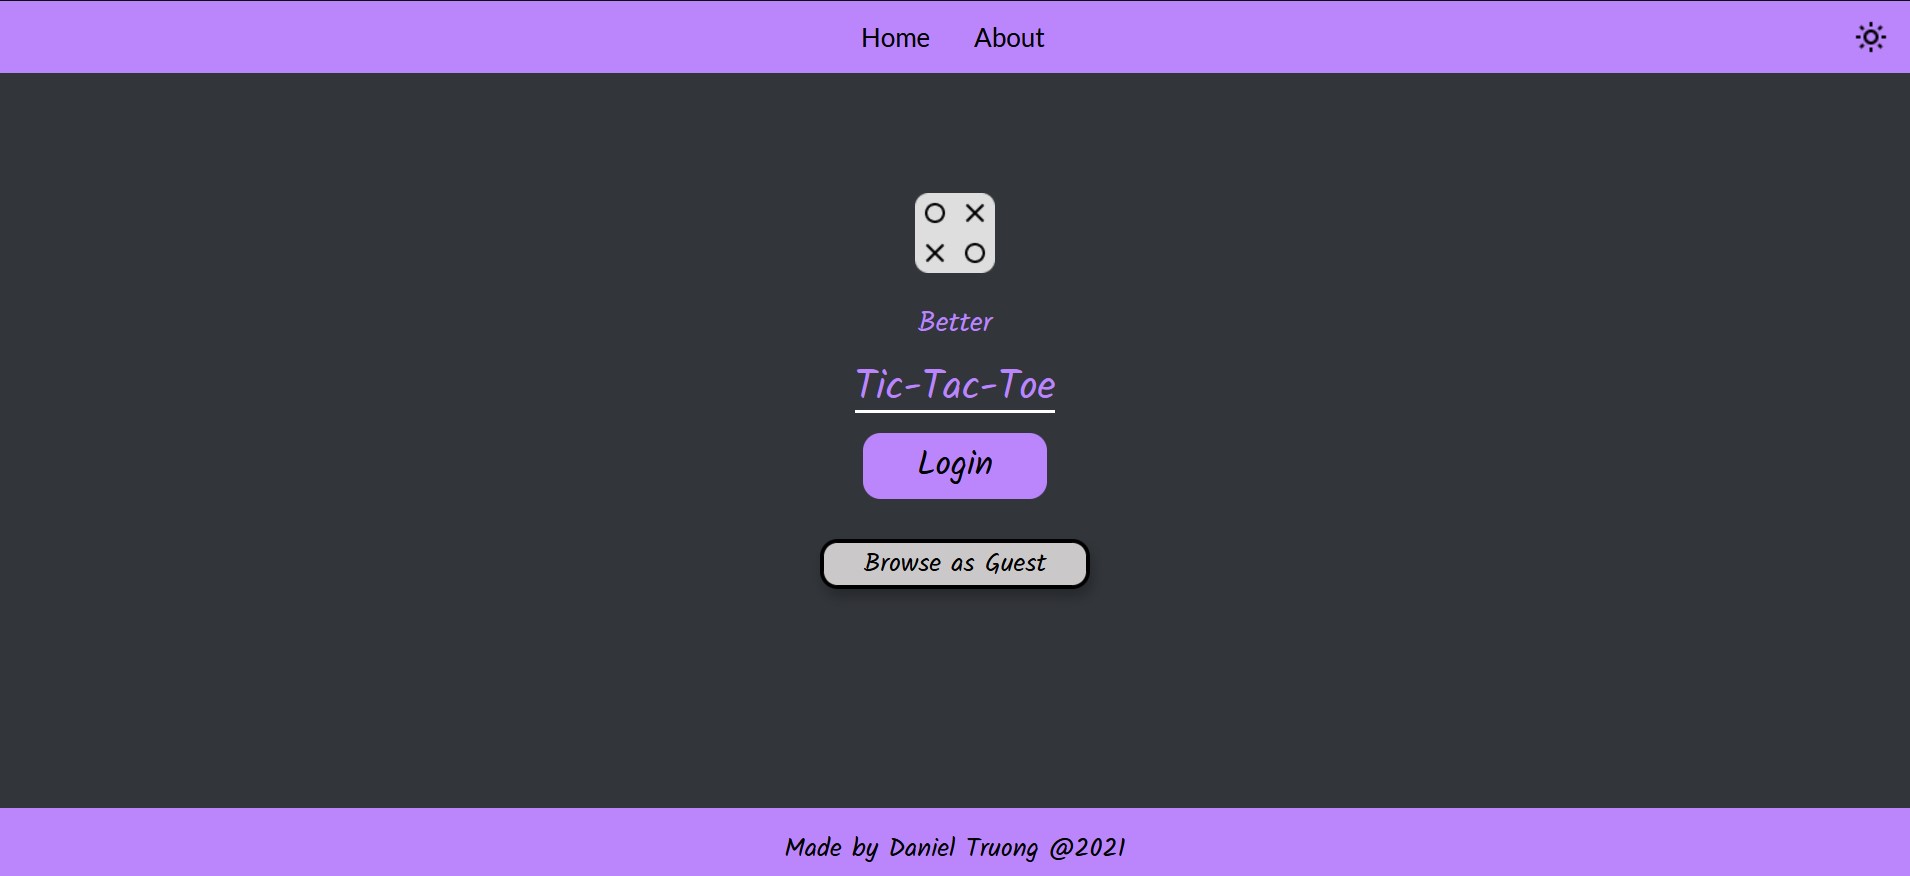 Home About
Better
Tic-Tac-Toe
Login
Browse as Guest
Made by Daniel Truong @2021